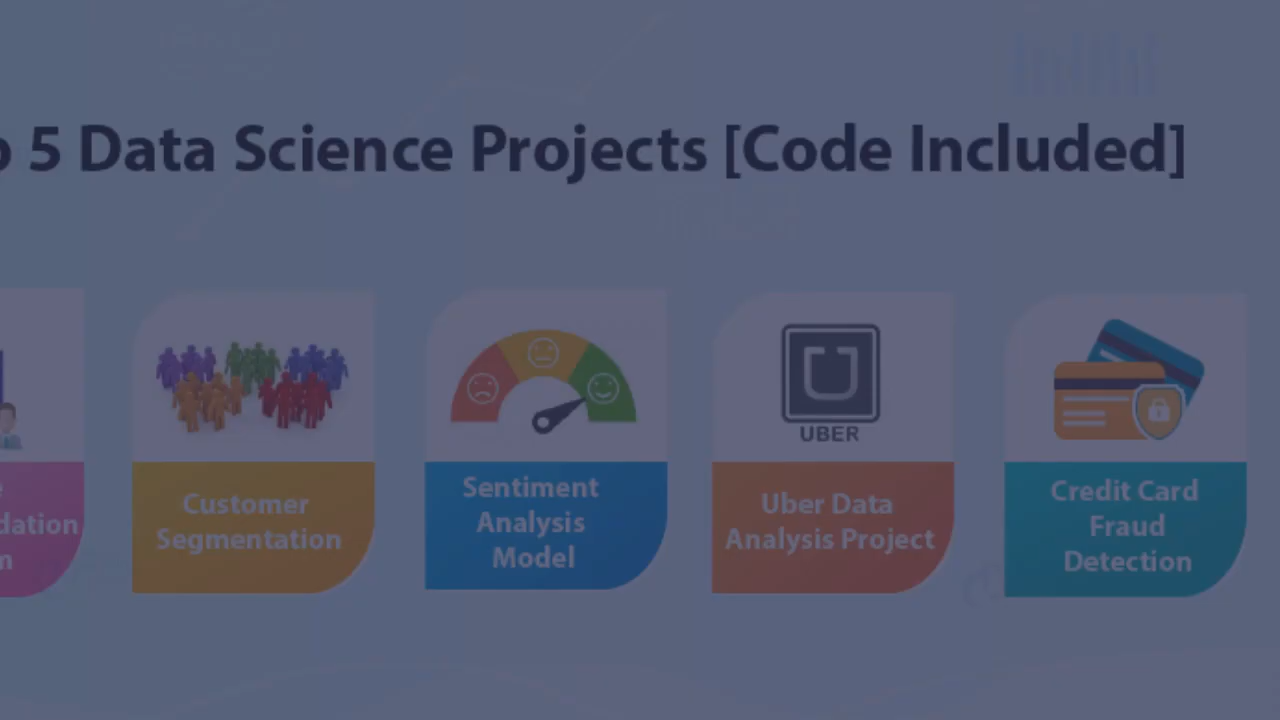 5 Data Science Projects [Code Included]
UBER
dation
Customer
Segmentation
Sentiment
Analysis
Model
Uber Data
Analysis Project
Credit Card
Fraud
Detection